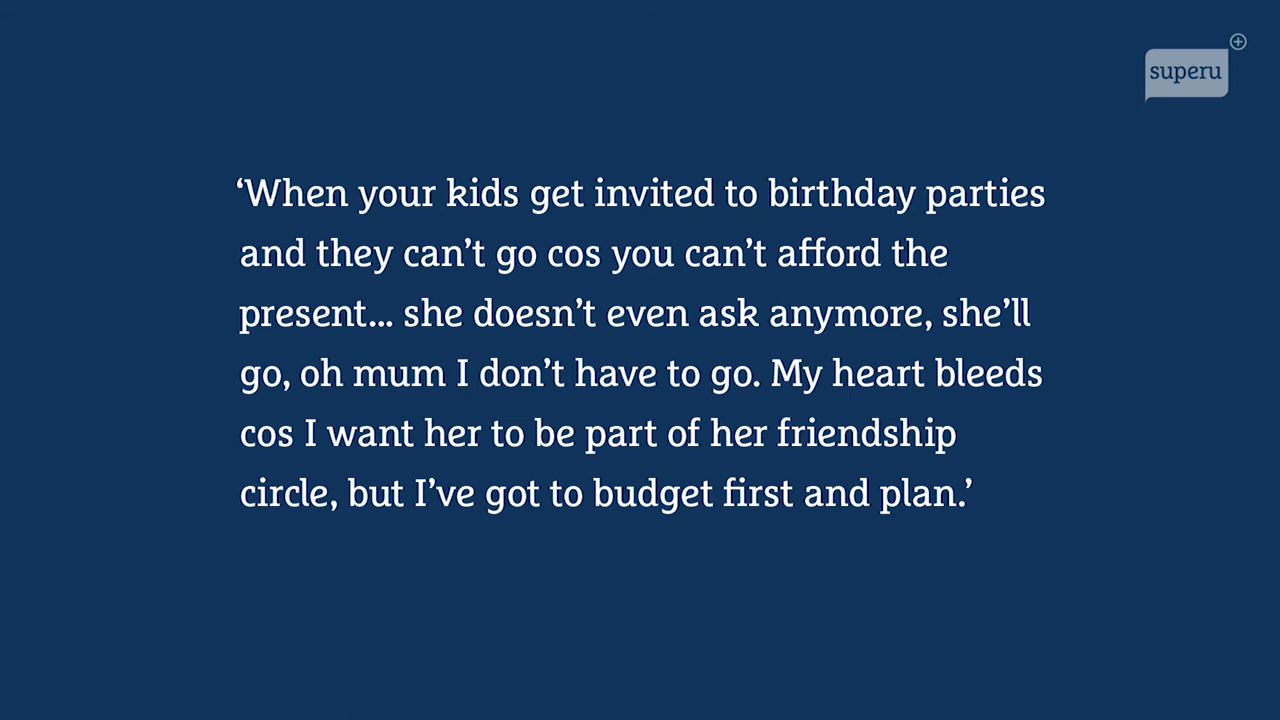 superu
‘When your kids get invited to birthday parties
and they can’t go cos you can’t afford the
present... she doesn’t even ask anymore, she’ll
go, oh mum I don’t have to go. My heart bleeds
cos I want her to be part of her friendship
circle, but I’ve got to budget first and plan.’